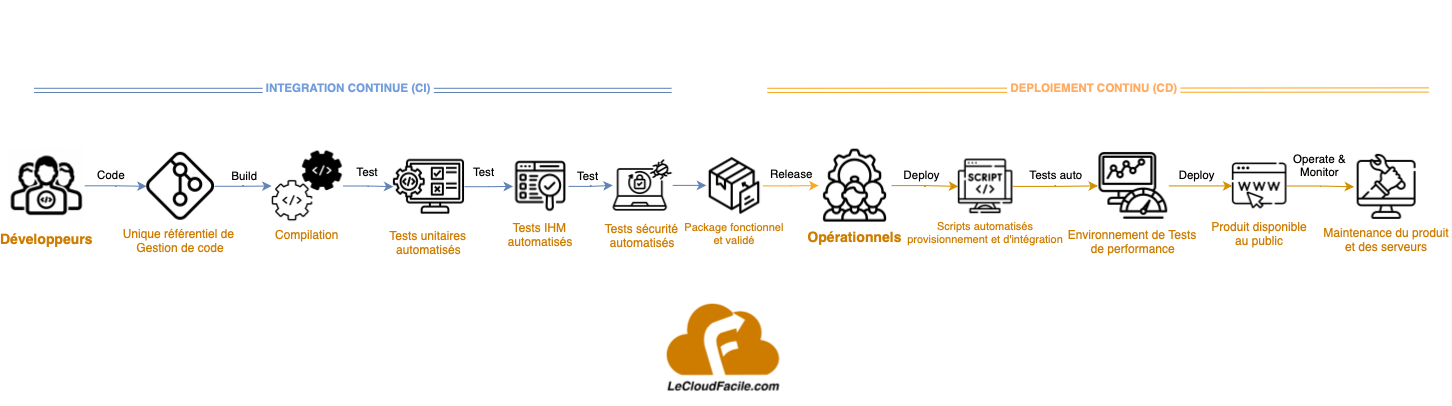 INTEGRATION CONTINUE (CI)
DEPLOIEMENT CONTINU (CD)
Code
Build
Test
Test
Test
Release
Deploy
Tests auto
Deploy
Operate &
Monitor
SCRIPT
</>
WWW
Développeurs
Unique référentiel de
Gestion de code
Compilation
Tests unitaires
automatisés
Tests IHM
automatisés
Tests sécurité
automatisés
Package fonctionnel
et validé
Opérationnels
Scripts automatisés
provisionnement et d'intégration
Environnement de Tests
de performance
Produit disponible
au public
Maintenance du produit
et des serveurs
LeCloudFacile.com